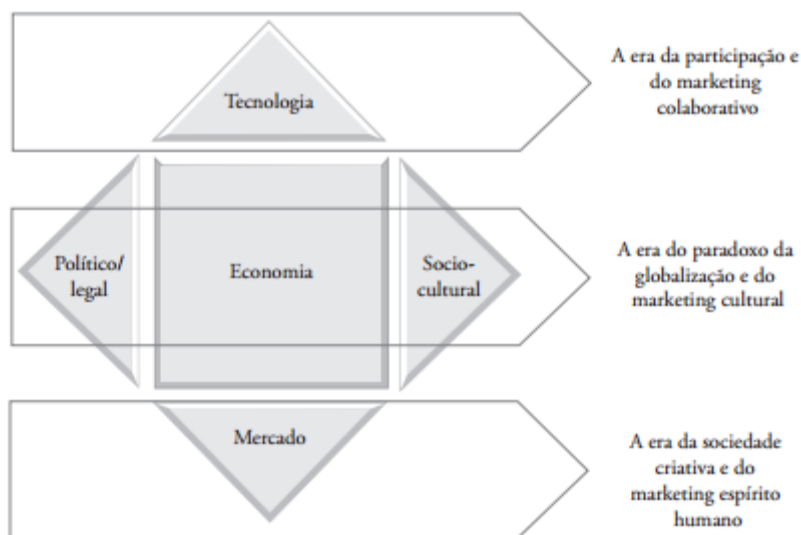 Tecnologia
A era da participação e
do marketing
colaborativo
Político/
legal
Economia
Socio-
cultural
A era do paradoxo da
globalização e do
marketing cultural
Mercado
A era da sociedade
criativa e do
marketing espírito
humano